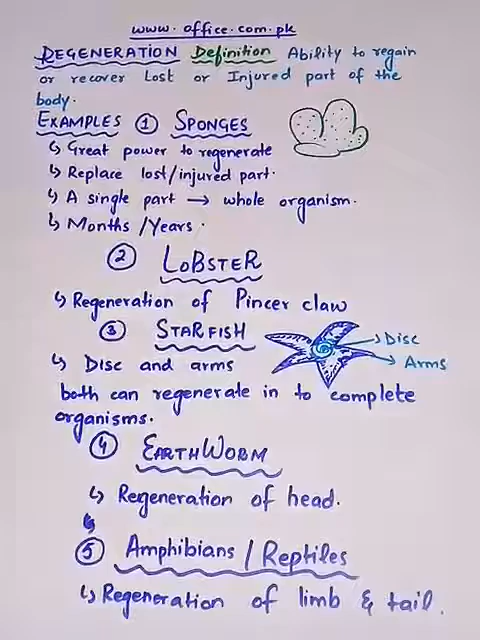 www.office.com.pk
REGENERATION Definition Ability to regain
or recover Lost or Injured part of the
body.
EXAMPLES ① SPONGES
↳ Great power to regenerate
↳ Replace lost/injured part.
↳ A single part → whole organism.
↳ Months/Years.
② LOBSTER
↳ Regeneration of Pincer claw
③ STARFISH
→ Disc
→ Arms
↳ Disc and arms
both can regenerate in to complete
organisms.
④ EARTHWORM
↳ Regeneration of head.
⑤ Amphibians / Reptiles
↳ Regeneration of limb & tail.